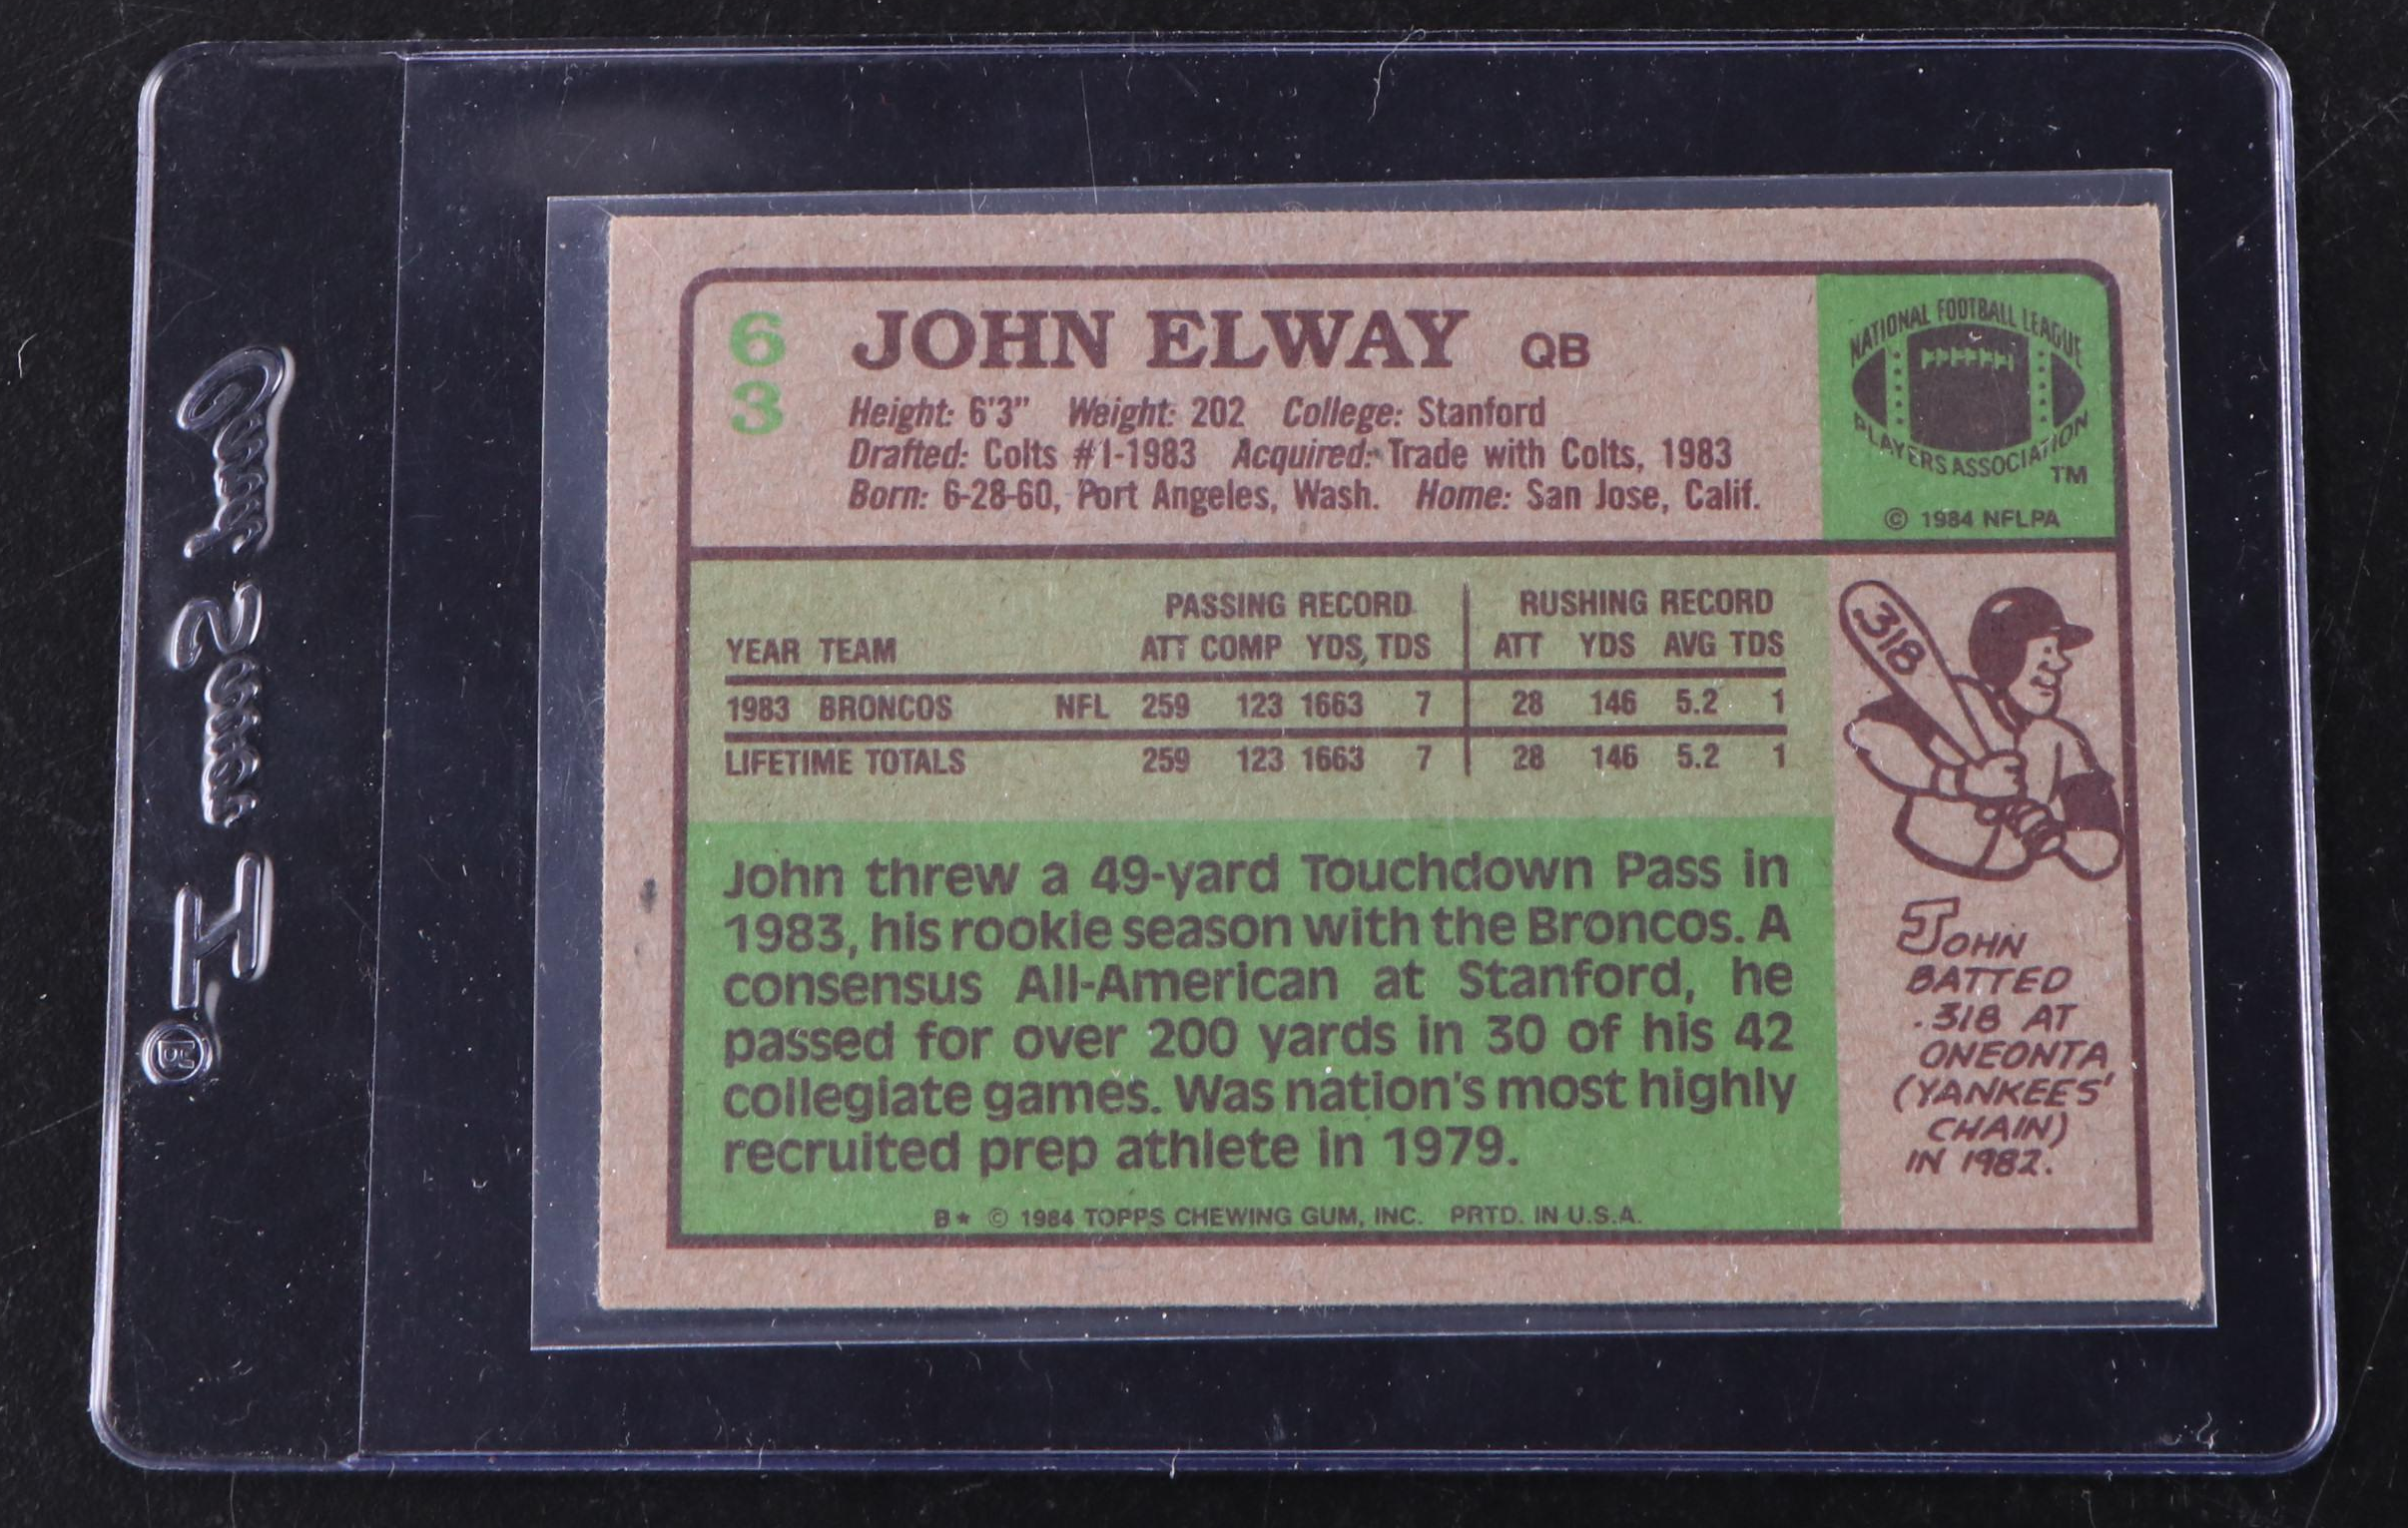 63
JOHN ELWAY QB
Height: 6'3" Weight: 202 College: Stanford
Drafted: Colts #1-1983 Acquired: Trade with Colts, 1983
Born: 6-28-60, Port Angeles, Wash. Home: San Jose, Calif.
NATIONAL FOOTBALL LEAGUE
PLAYERS ASSOCIATION
TM
© 1984 NFLPA
PASSING RECORD RUSHING RECORD
YEAR TEAM ATT COMP YDS, TDS ATT YDS AVG TDS
1983 BRONCOS NFL 259 123 1663 7 28 146 5.2 1
LIFETIME TOTALS 259 123 1663 7 28 146 5.2 1
John threw a 49-yard Touchdown Pass in
1983, his rookie season with the Broncos. A
consensus All-American at Stanford, he
passed for over 200 yards in 30 of his 42
collegiate games. Was nation's most highly
recruited prep athlete in 1979.
B* © 1984 TOPPS CHEWING GUM, INC. PRTD. IN U.S.A.
.318
JOHN
BATTED
.318 AT
ONEONTA
(YANKEES'
CHAIN)
IN 1982.